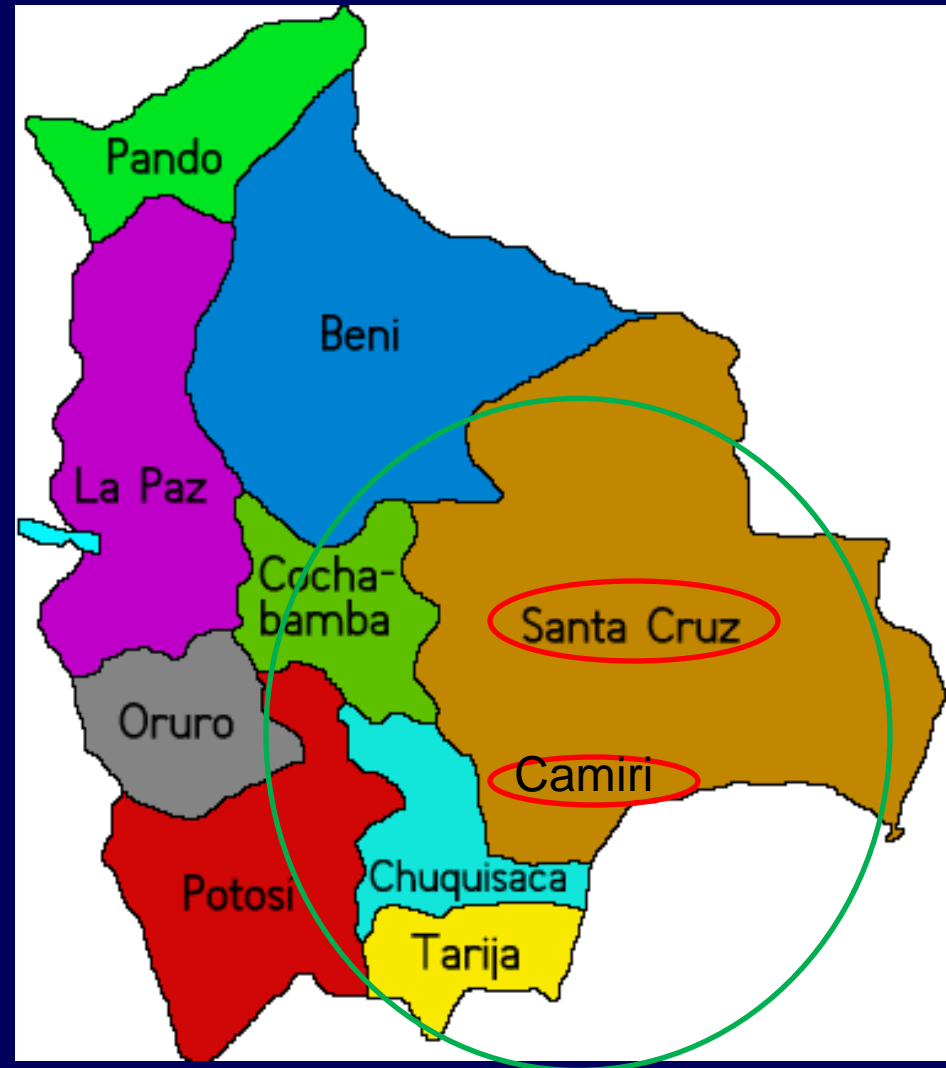 Pando
Beni
La Paz
Cocha-
bamba
Santa Cruz
Oruro
Camiri
Potosí
Chuquisaca
Tarija